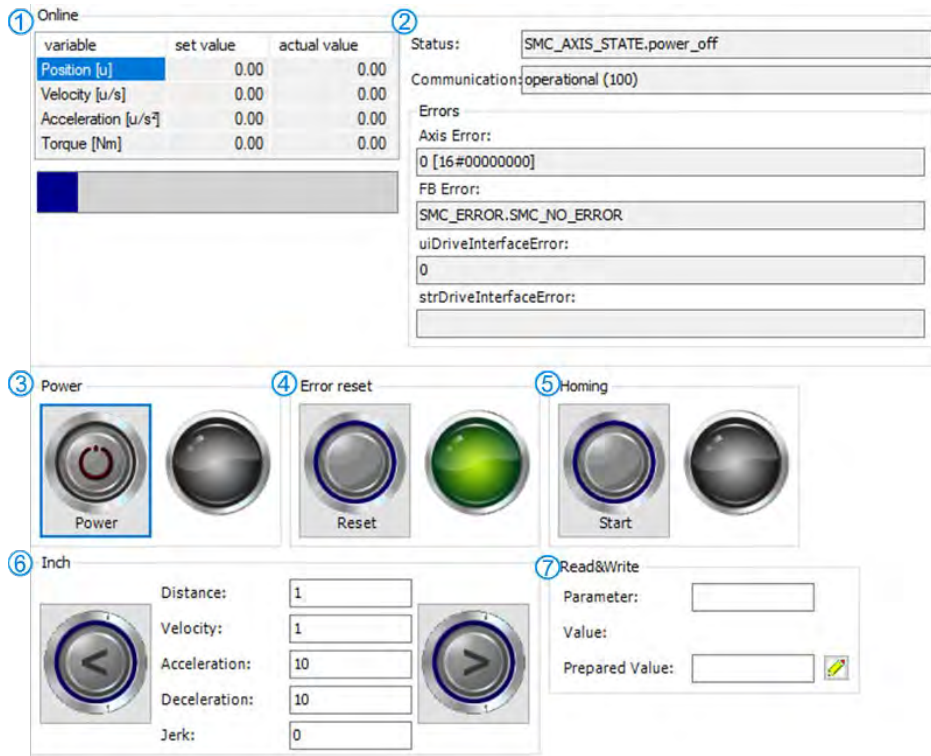 1 Online
variable set value actual value
Position [u] 0.00 0.00
Velocity [u/s] 0.00 0.00
Acceleration [u/s²] 0.00 0.00
Torque [Nm] 0.00 0.00
2
Status: SMC_AXIS_STATE.power_off
Communication: operational (100)
Errors
Axis Error:
0 [16#00000000]
FB Error:
SMC_ERROR.SMC_NO_ERROR
uiDriveInterfaceError:
0
strDriveInterfaceError:
3 Power
Power
4 Error reset
Reset
5 Homing
Start
6 Inch
<
Distance: 1
Velocity: 1
Acceleration: 10
Deceleration: 10
Jerk: 0
>
7 Read&Write
Parameter:
Value:
Prepared Value: